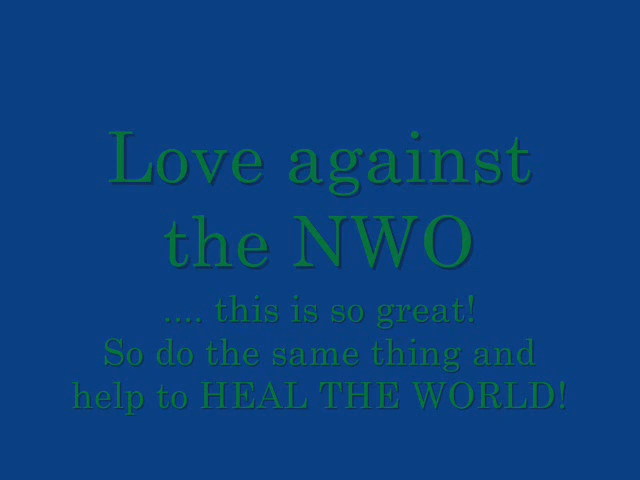 Love against
the NWO
.... this is so great!
So do the same thing and
help to HEAL THE WORLD!